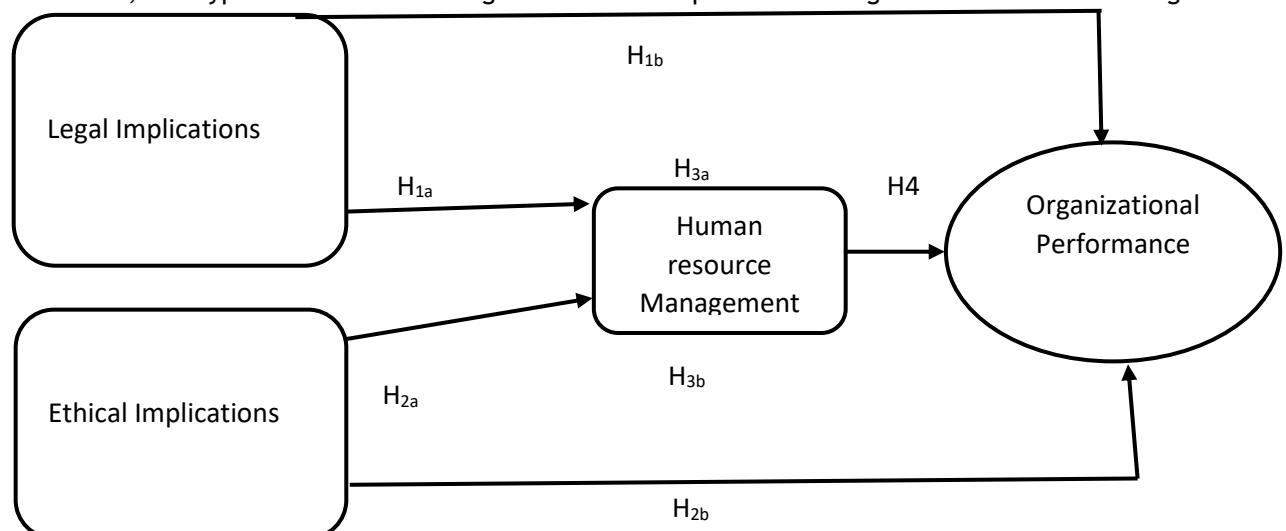 H1b
Legal Implications
H1a
H3a
H4
Human
resource
Management
Organizational
Performance
Ethical Implications
H2a
H3b
H2b